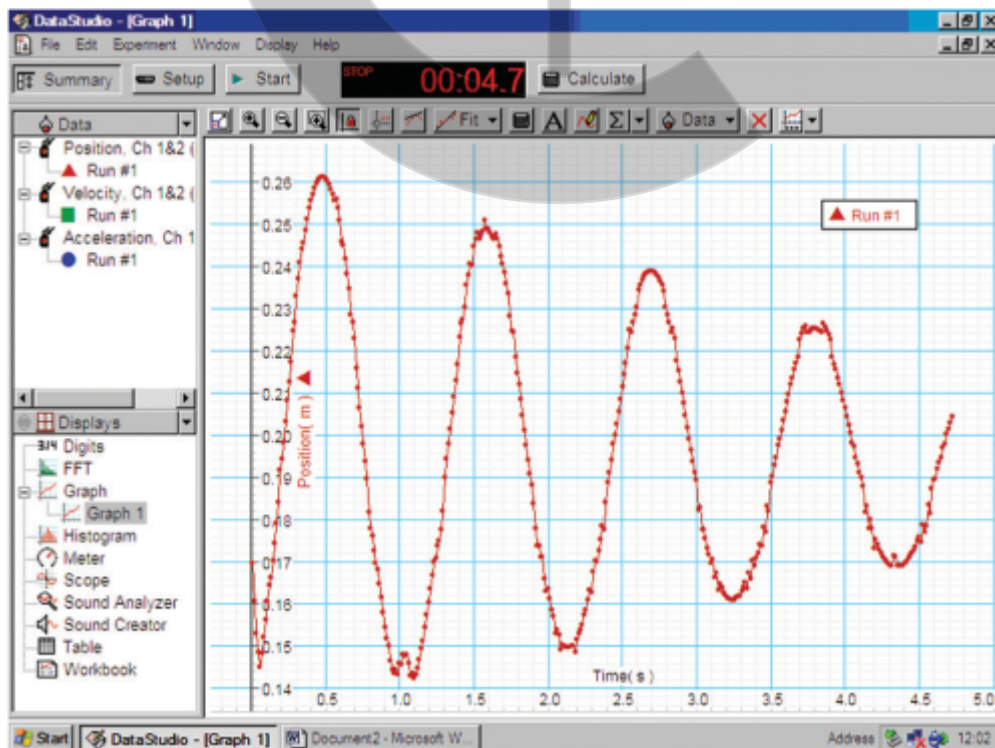 DataStudio - [Graph 1]
File Edit Experiment Window Display Help
Summary Setup Start STOP 00:04.7 Calculate
Data
Fit A Σ Data
Position, Ch 1&2 (
Run #1
Velocity, Ch 1&2 (
Run #1
Acceleration, Ch 1
Run #1
Displays
3.14 Digits
FFT
Graph
Graph 1
Histogram
Meter
Scope
Sound Analyzer
Sound Creator
Table
Workbook
0.26
0.25
0.24
0.23
0.22
0.21
0.20
0.19
0.18
0.17
0.16
0.15
0.14
Position( m )
Run #1
Time( s )
0.5 1.0 1.5 2.0 2.5 3.0 3.5 4.0 4.5 5.0
Start DataStudio - [Graph 1] Document2 - Microsoft W... Address 12:02